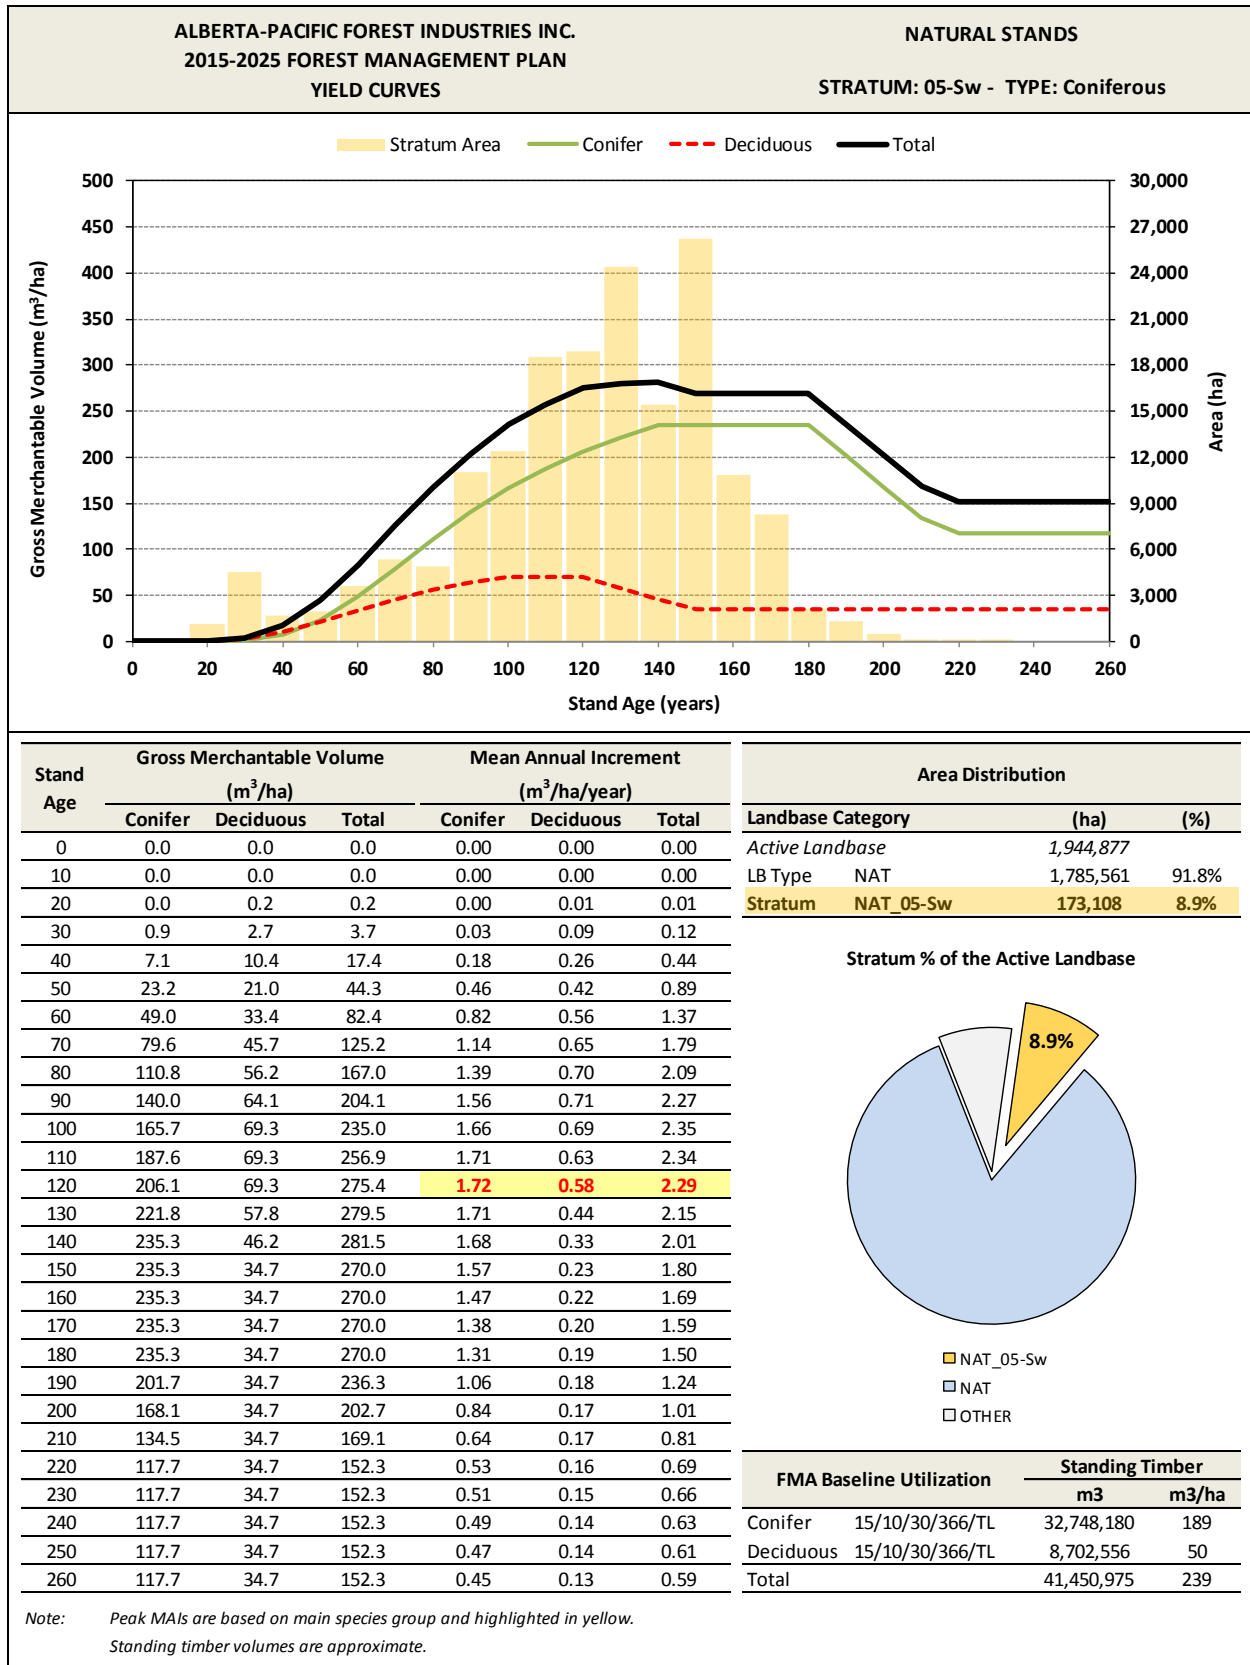 ALBERTA-PACIFIC FOREST INDUSTRIES INC.
2015-2025 FOREST MANAGEMENT PLAN
YIELD CURVES
NATURAL STANDS
STRATUM: 05-Sw - TYPE: Coniferous
Stratum Area Conifer Deciduous Total
Gross Merchantable Volume (m³/ha)
500
450
400
350
300
250
200
150
100
50
0
30,000
27,000
24,000
21,000
18,000
15,000
12,000
9,000
6,000
3,000
0
Area (ha)
0 20 40 60 80 100 120 140 160 180 200 220 240 260
Stand Age (years)
Stand Age Gross Merchantable Volume (m³/ha) Mean Annual Increment (m³/ha/year)
Conifer Deciduous Total Conifer Deciduous Total
0 0.0 0.0 0.0 0.00 0.00 0.00
10 0.0 0.0 0.0 0.00 0.00 0.00
20 0.0 0.2 0.2 0.00 0.01 0.01
30 0.9 2.7 3.7 0.03 0.09 0.12
40 7.1 10.4 17.4 0.18 0.26 0.44
50 23.2 21.0 44.3 0.46 0.42 0.89
60 49.0 33.4 82.4 0.82 0.56 1.37
70 79.6 45.7 125.2 1.14 0.65 1.79
80 110.8 56.2 167.0 1.39 0.70 2.09
90 140.0 64.1 204.1 1.56 0.71 2.27
100 165.7 69.3 235.0 1.66 0.69 2.35
110 187.6 69.3 256.9 1.71 0.63 2.34
120 206.1 69.3 275.4 1.72 0.58 2.29
130 221.8 57.8 279.5 1.71 0.44 2.15
140 235.3 46.2 281.5 1.68 0.33 2.01
150 235.3 34.7 270.0 1.57 0.23 1.80
160 235.3 34.7 270.0 1.47 0.22 1.69
170 235.3 34.7 270.0 1.38 0.20 1.59
180 235.3 34.7 270.0 1.31 0.19 1.50
190 201.7 34.7 236.3 1.06 0.18 1.24
200 168.1 34.7 202.7 0.84 0.17 1.01
210 134.5 34.7 169.1 0.64 0.17 0.81
220 117.7 34.7 152.3 0.53 0.16 0.69
230 117.7 34.7 152.3 0.51 0.15 0.66
240 117.7 34.7 152.3 0.49 0.14 0.63
250 117.7 34.7 152.3 0.47 0.14 0.61
260 117.7 34.7 152.3 0.45 0.13 0.59
Area Distribution
Landbase Category (ha) (%)
Active Landbase 1,944,877
LB Type NAT 1,785,561 91.8%
Stratum NAT_05-Sw 173,108 8.9%
Stratum % of the Active Landbase
8.9%
NAT_05-Sw
NAT
OTHER
FMA Baseline Utilization Standing Timber
m3 m3/ha
Conifer 15/10/30/366/TL 32,748,180 189
Deciduous 15/10/30/366/TL 8,702,556 50
Total 41,450,975 239
Note: Peak MAIs are based on main species group and highlighted in yellow.
Standing timber volumes are approximate.